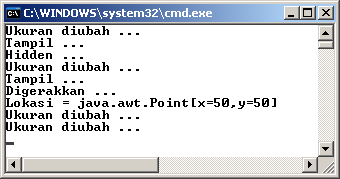 C:\WINDOWS\system32\cmd.exe
Ukuran diubah ...
Tampil ...
Hidden ...
Ukuran diubah ...
Tampil ...
Digerakkan ...
Lokasi = java.awt.Point[x=50,y=50]
Ukuran diubah ...
Ukuran diubah ...